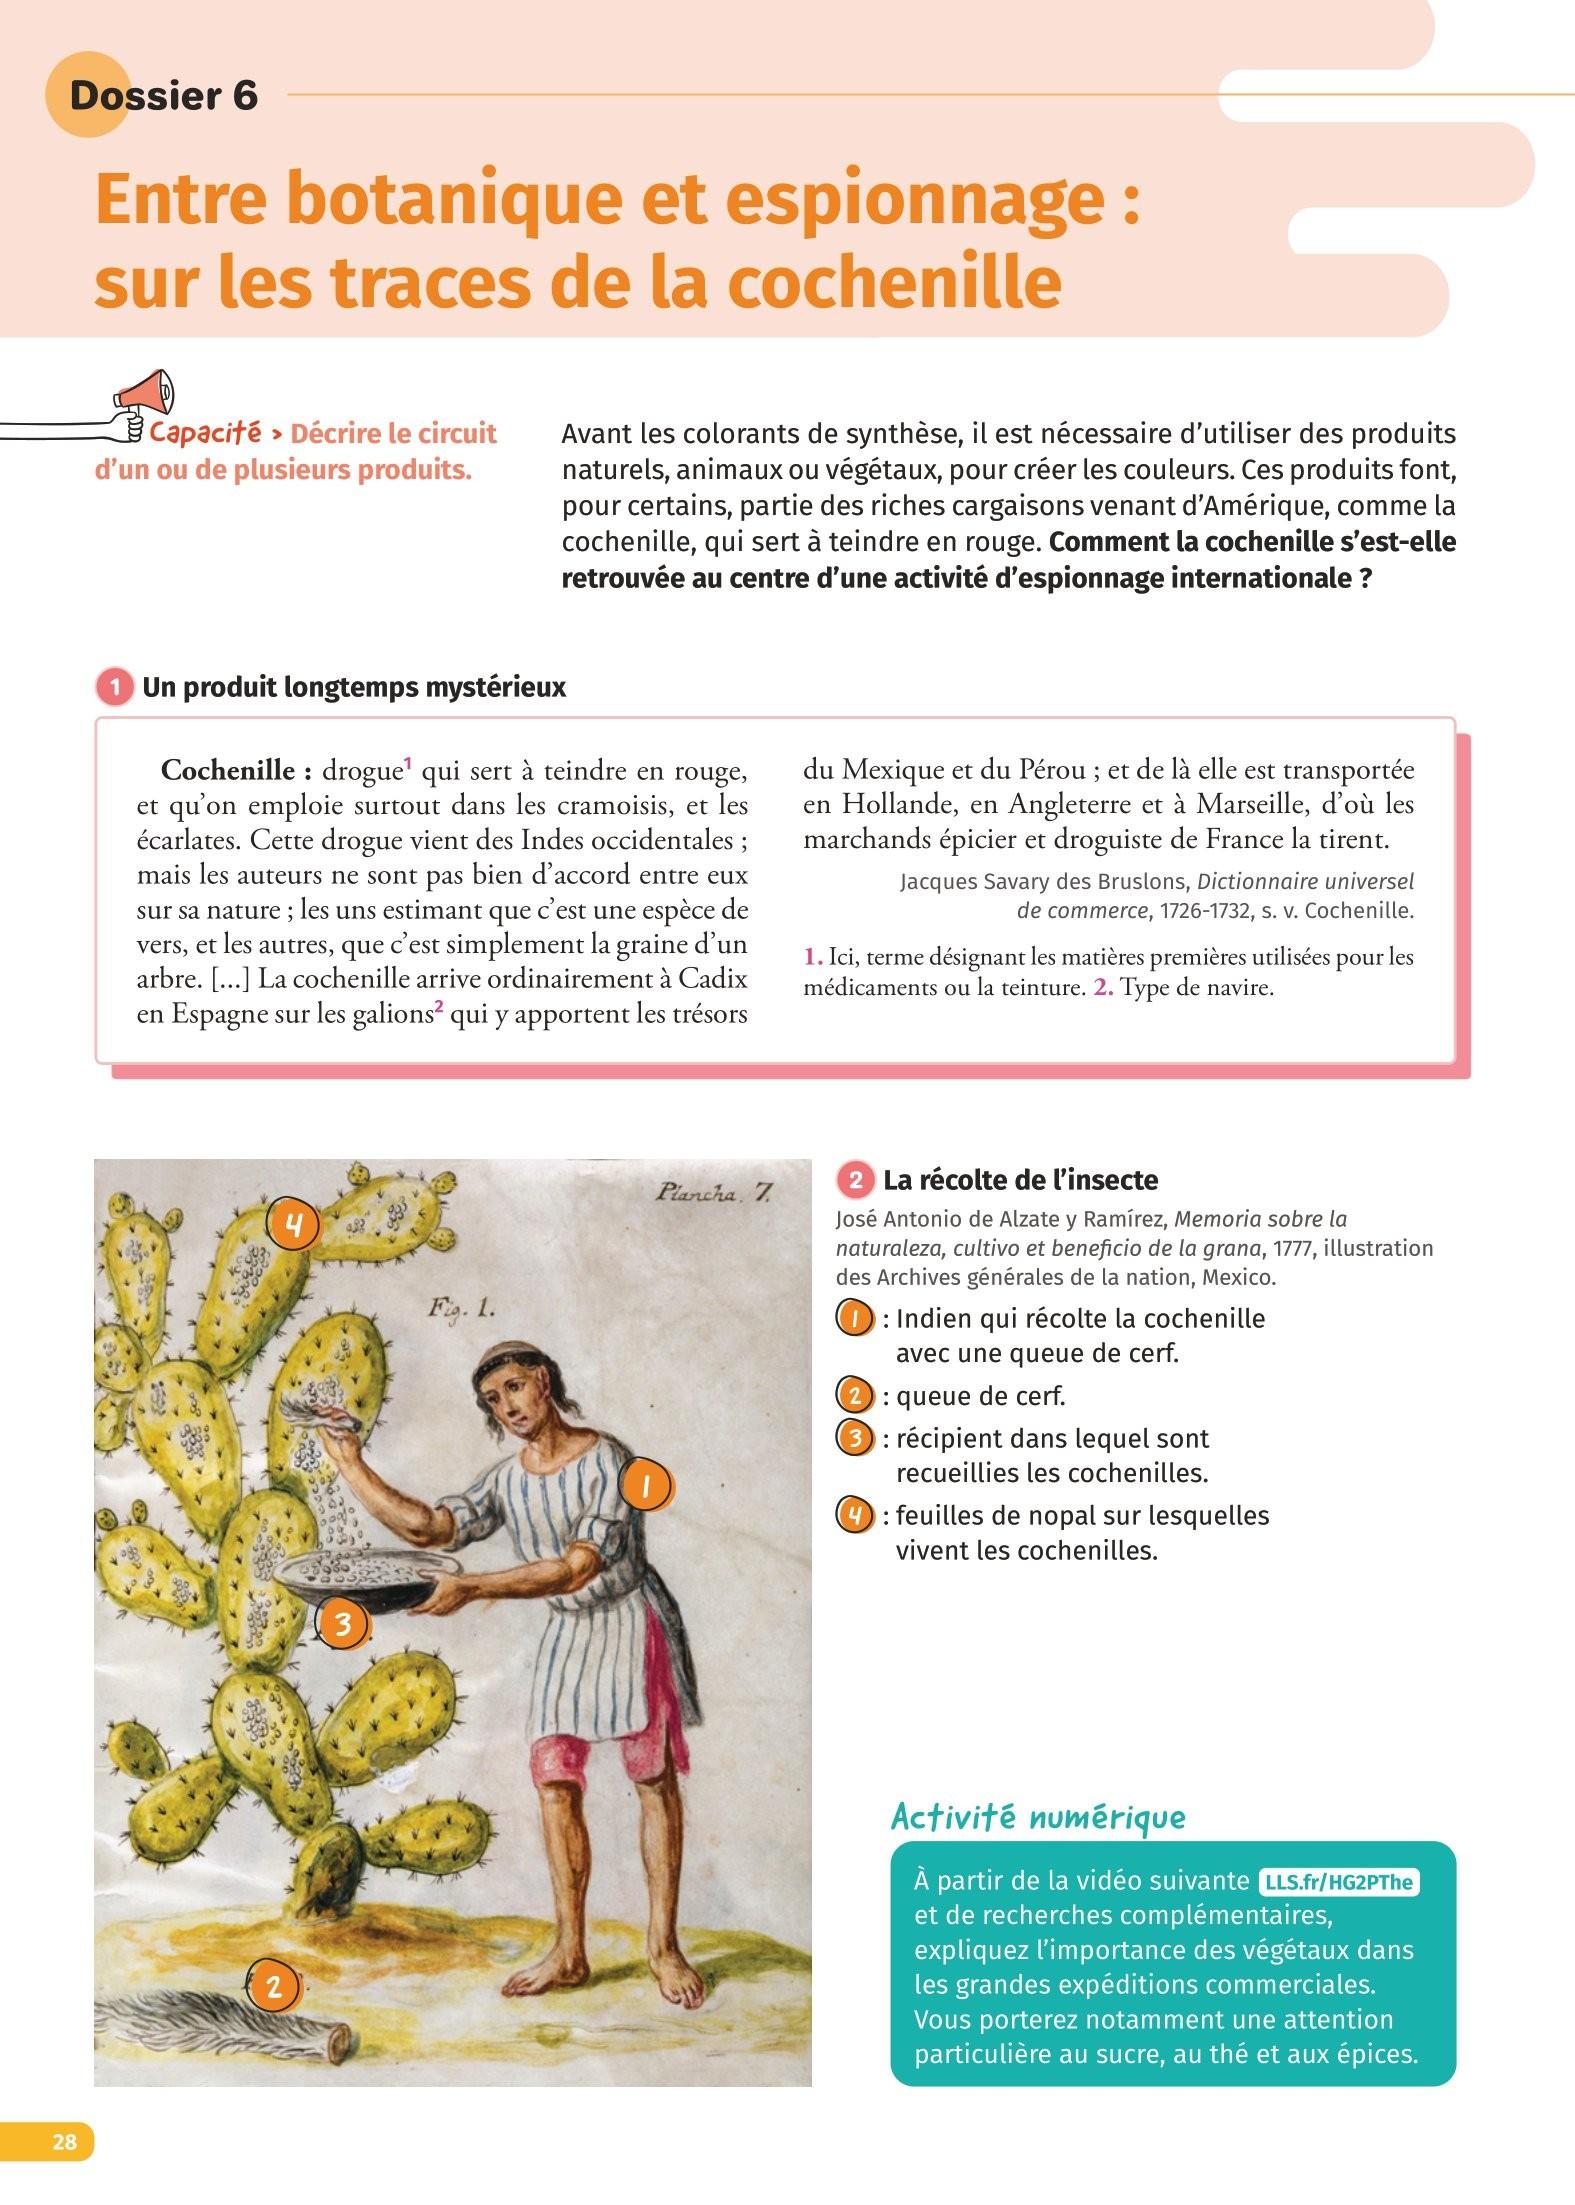 Dossier 6
Entre botanique et espionnage :
sur les traces de la cochenille
Capacité > Décrire le circuit
d'un ou de plusieurs produits.
Avant les colorants de synthèse, il est nécessaire d'utiliser des produits
naturels, animaux ou végétaux, pour créer les couleurs. Ces produits font,
pour certains, partie des riches cargaisons venant d'Amérique, comme la
cochenille, qui sert à teindre en rouge. Comment la cochenille s'est-elle
retrouvée au centre d'une activité d'espionnage internationale ?
1 Un produit longtemps mystérieux
Cochenille : drogue1 qui sert à teindre en rouge,
et qu'on emploie surtout dans les cramoisis, et les
écarlates. Cette drogue vient des Indes occidentales ;
mais les auteurs ne sont pas bien d'accord entre eux
sur sa nature ; les uns estimant que c'est une espèce de
vers, et les autres, que c'est simplement la graine d'un
arbre. [...] La cochenille arrive ordinairement à Cadix
en Espagne sur les galions2 qui y apportent les trésors
du Mexique et du Pérou ; et de là elle est transportée
en Hollande, en Angleterre et à Marseille, d'où les
marchands épicier et droguiste de France la tirent.
Jacques Savary des Bruslons, Dictionnaire universel
de commerce, 1726-1732, s. v. Cochenille.
1. Ici, terme désignant les matières premières utilisées pour les
médicaments ou la teinture. 2. Type de navire.
Plancha. 7.
Fig. 1.
4
1
3
2
2 La récolte de l'insecte
José Antonio de Alzate y Ramírez, Memoria sobre la
naturaleza, cultivo et beneficio de la grana, 1777, illustration
des Archives générales de la nation, Mexico.
1 : Indien qui récolte la cochenille
avec une queue de cerf.
2 : queue de cerf.
3 : récipient dans lequel sont
recueillies les cochenilles.
4 : feuilles de nopal sur lesquelles
vivent les cochenilles.
Activité numérique
À partir de la vidéo suivante LLS.fr/HG2PThe
et de recherches complémentaires,
expliquez l'importance des végétaux dans
les grandes expéditions commerciales.
Vous porterez notamment une attention
particulière au sucre, au thé et aux épices.
28